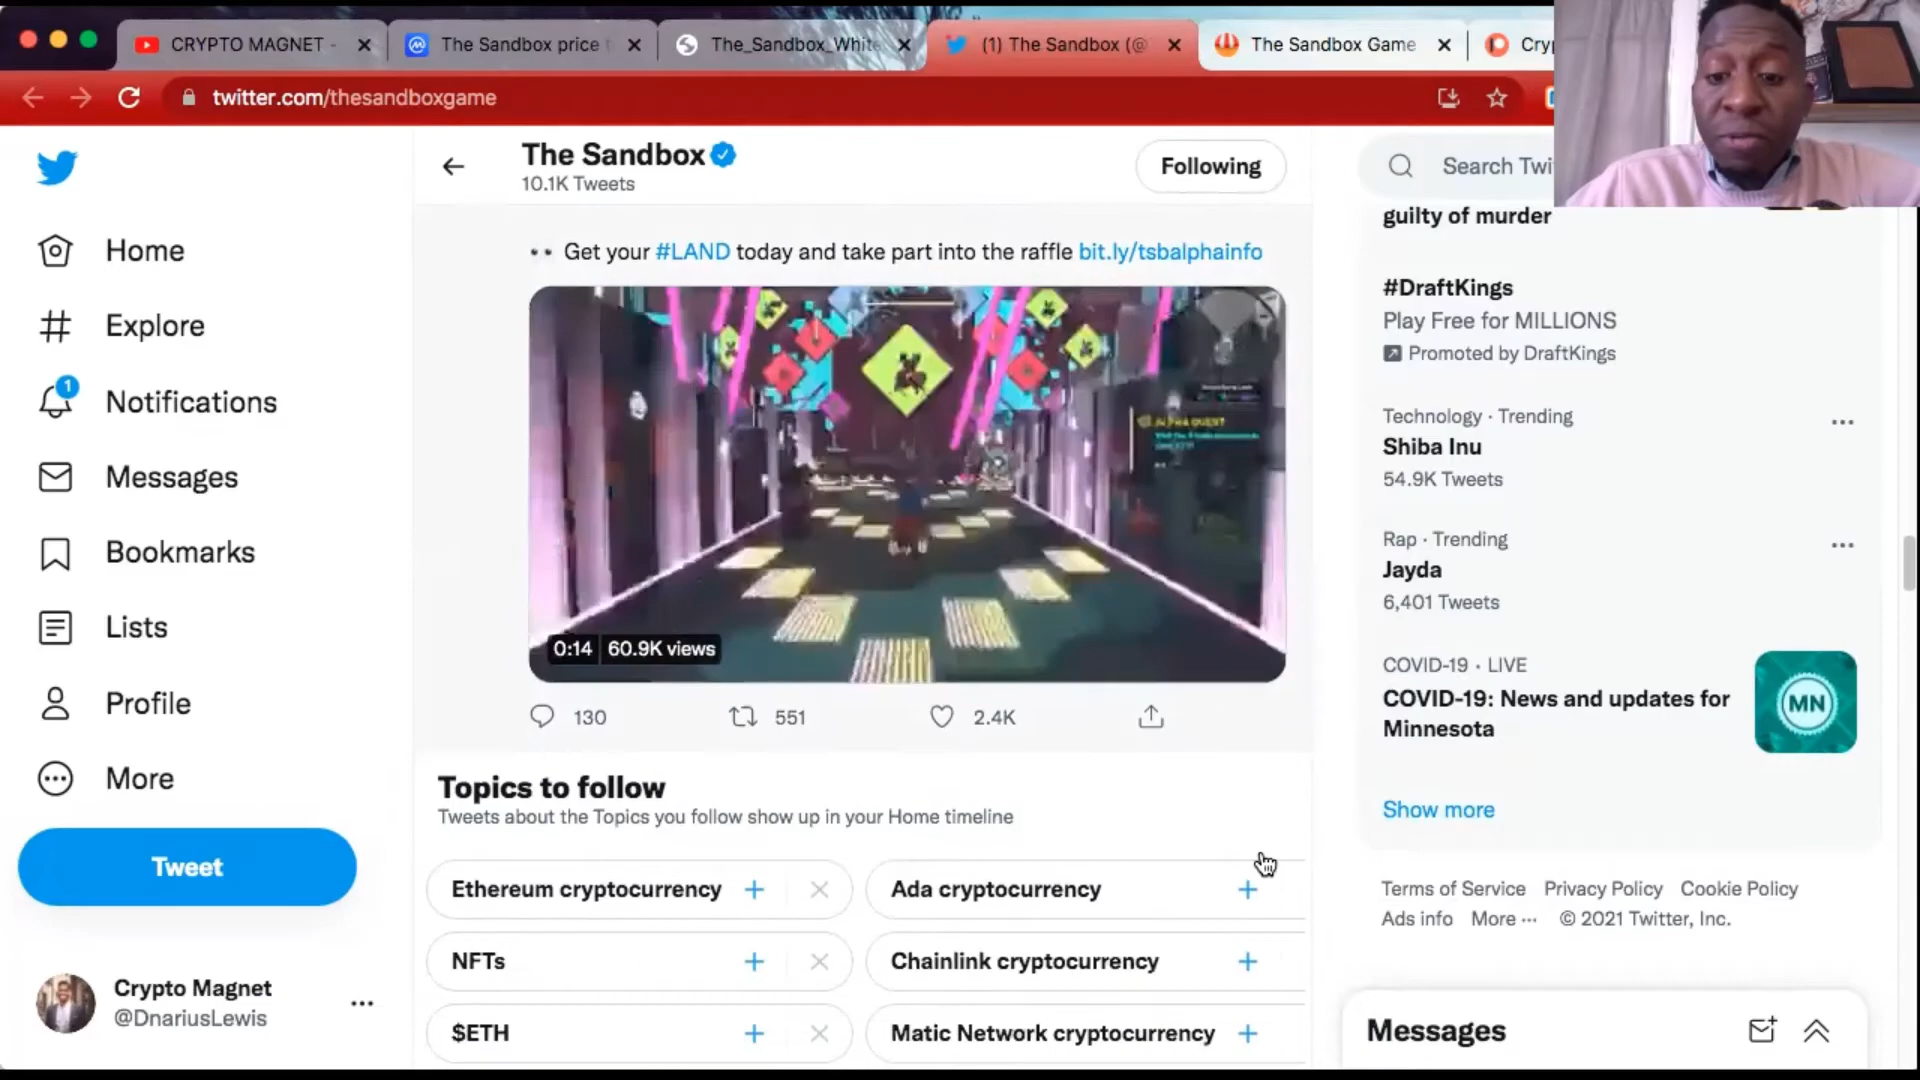 CRYPTO MAGNET -
The Sandbox price
The_Sandbox_White
(1) The Sandbox (@
The Sandbox Game
Cry
twitter.com/thesandboxgame
The Sandbox
10.1K Tweets
Following
Search Twi
Home
Explore
1
Notifications
Messages
Bookmarks
Lists
Profile
More
Tweet
Crypto Magnet
@DnariusLewis
Get your #LAND today and take part into the raffle bit.ly/tsbalphainfo
ALPHA QUEST
0:14 60.9K views
130 551 2.4K
Topics to follow
Tweets about the Topics you follow show up in your Home timeline
Ethereum cryptocurrency
Ada cryptocurrency
NFTs
Chainlink cryptocurrency
$ETH
Matic Network cryptocurrency
guilty of murder
#DraftKings
Play Free for MILLIONS
Promoted by DraftKings
Technology · Trending
Shiba Inu
54.9K Tweets
Rap · Trending
Jayda
6,401 Tweets
COVID-19 · LIVE
COVID-19: News and updates for
Minnesota
MN
Show more
Terms of Service Privacy Policy Cookie Policy
Ads info More ··· © 2021 Twitter, Inc.
Messages